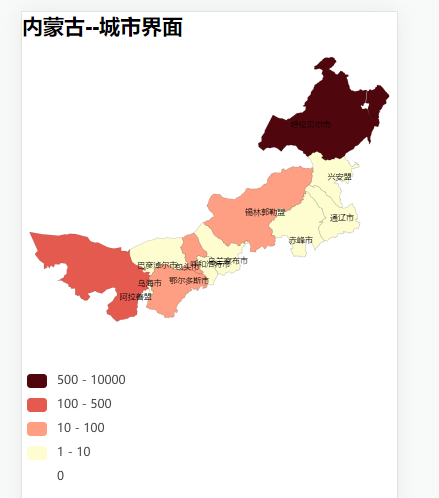 内蒙古--城市界面
呼伦贝尔市
兴安盟
锡林郭勒盟
通辽市
赤峰市
乌兰察布市
巴彦淖尔市
包头市
呼和浩特市
乌海市
鄂尔多斯市
阿拉善盟
500 - 10000
100 - 500
10 - 100
1 - 10
0